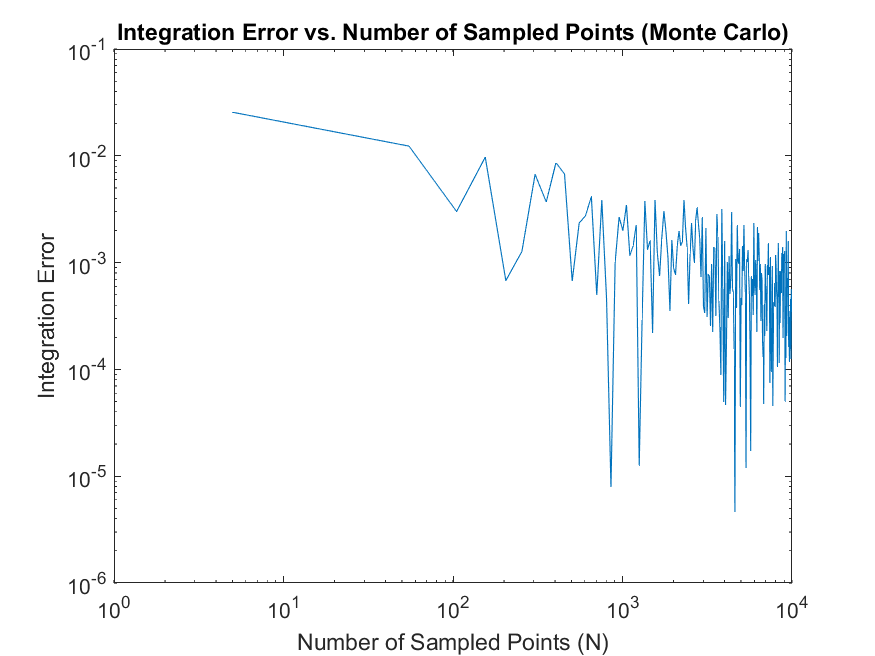 Integration Error vs. Number of Sampled Points (Monte Carlo)
10^-1
10^-2
10^-3
10^-4
10^-5
10^-6
Integration Error
10^0 10^1 10^2 10^3 10^4
Number of Sampled Points (N)